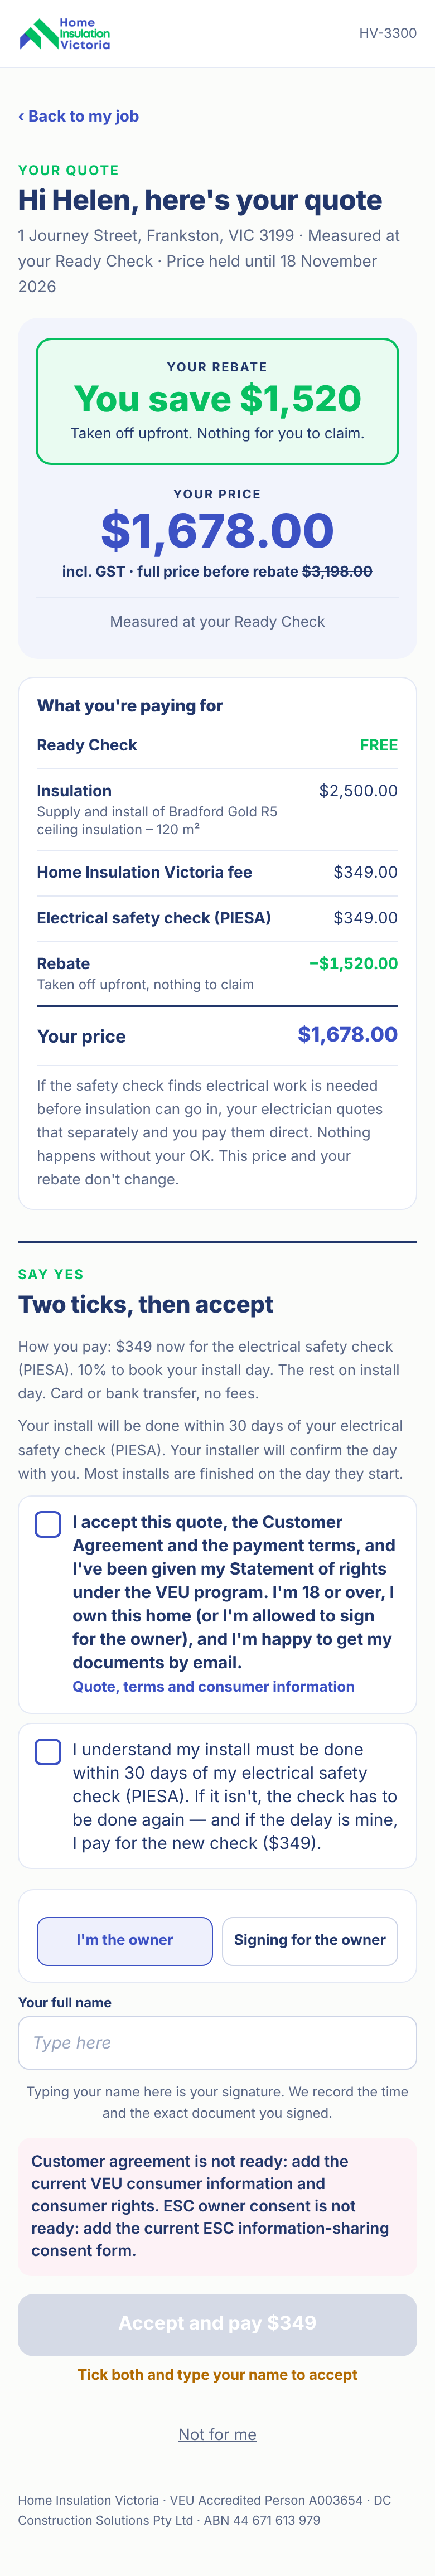 Home
Insulation
Victoria
HV-3300
‹ Back to my job
YOUR QUOTE
Hi Helen, here's your quote
1 Journey Street, Frankston, VIC 3199 · Measured at
your Ready Check · Price held until 18 November
2026
YOUR REBATE
You save $1,520
Taken off upfront. Nothing for you to claim.
YOUR PRICE
$1,678.00
incl. GST · full price before rebate $3,198.00
Measured at your Ready Check
What you're paying for
Ready Check FREE
Insulation $2,500.00
Supply and install of Bradford Gold R5
ceiling insulation – 120 m²
Home Insulation Victoria fee $349.00
Electrical safety check (PIESA) $349.00
Rebate −$1,520.00
Taken off upfront, nothing to claim
Your price $1,678.00
If the safety check finds electrical work is needed
before insulation can go in, your electrician quotes
that separately and you pay them direct. Nothing
happens without your OK. This price and your
rebate don't change.
SAY YES
Two ticks, then accept
How you pay: $349 now for the electrical safety check
(PIESA). 10% to book your install day. The rest on install
day. Card or bank transfer, no fees.
Your install will be done within 30 days of your electrical
safety check (PIESA). Your installer will confirm the day
with you. Most installs are finished on the day they start.
I accept this quote, the Customer
Agreement and the payment terms, and
I've been given my Statement of rights
under the VEU program. I'm 18 or over, I
own this home (or I'm allowed to sign
for the owner), and I'm happy to get my
documents by email.
Quote, terms and consumer information
I understand my install must be done
within 30 days of my electrical safety
check (PIESA). If it isn't, the check has to
be done again — and if the delay is mine,
I pay for the new check ($349).
I'm the owner Signing for the owner
Your full name
Type here
Typing your name here is your signature. We record the time
and the exact document you signed.
Customer agreement is not ready: add the
current VEU consumer information and
consumer rights. ESC owner consent is not
ready: add the current ESC information-sharing
consent form.
Accept and pay $349
Tick both and type your name to accept
Not for me
Home Insulation Victoria · VEU Accredited Person A003654 · DC
Construction Solutions Pty Ltd · ABN 44 671 613 979